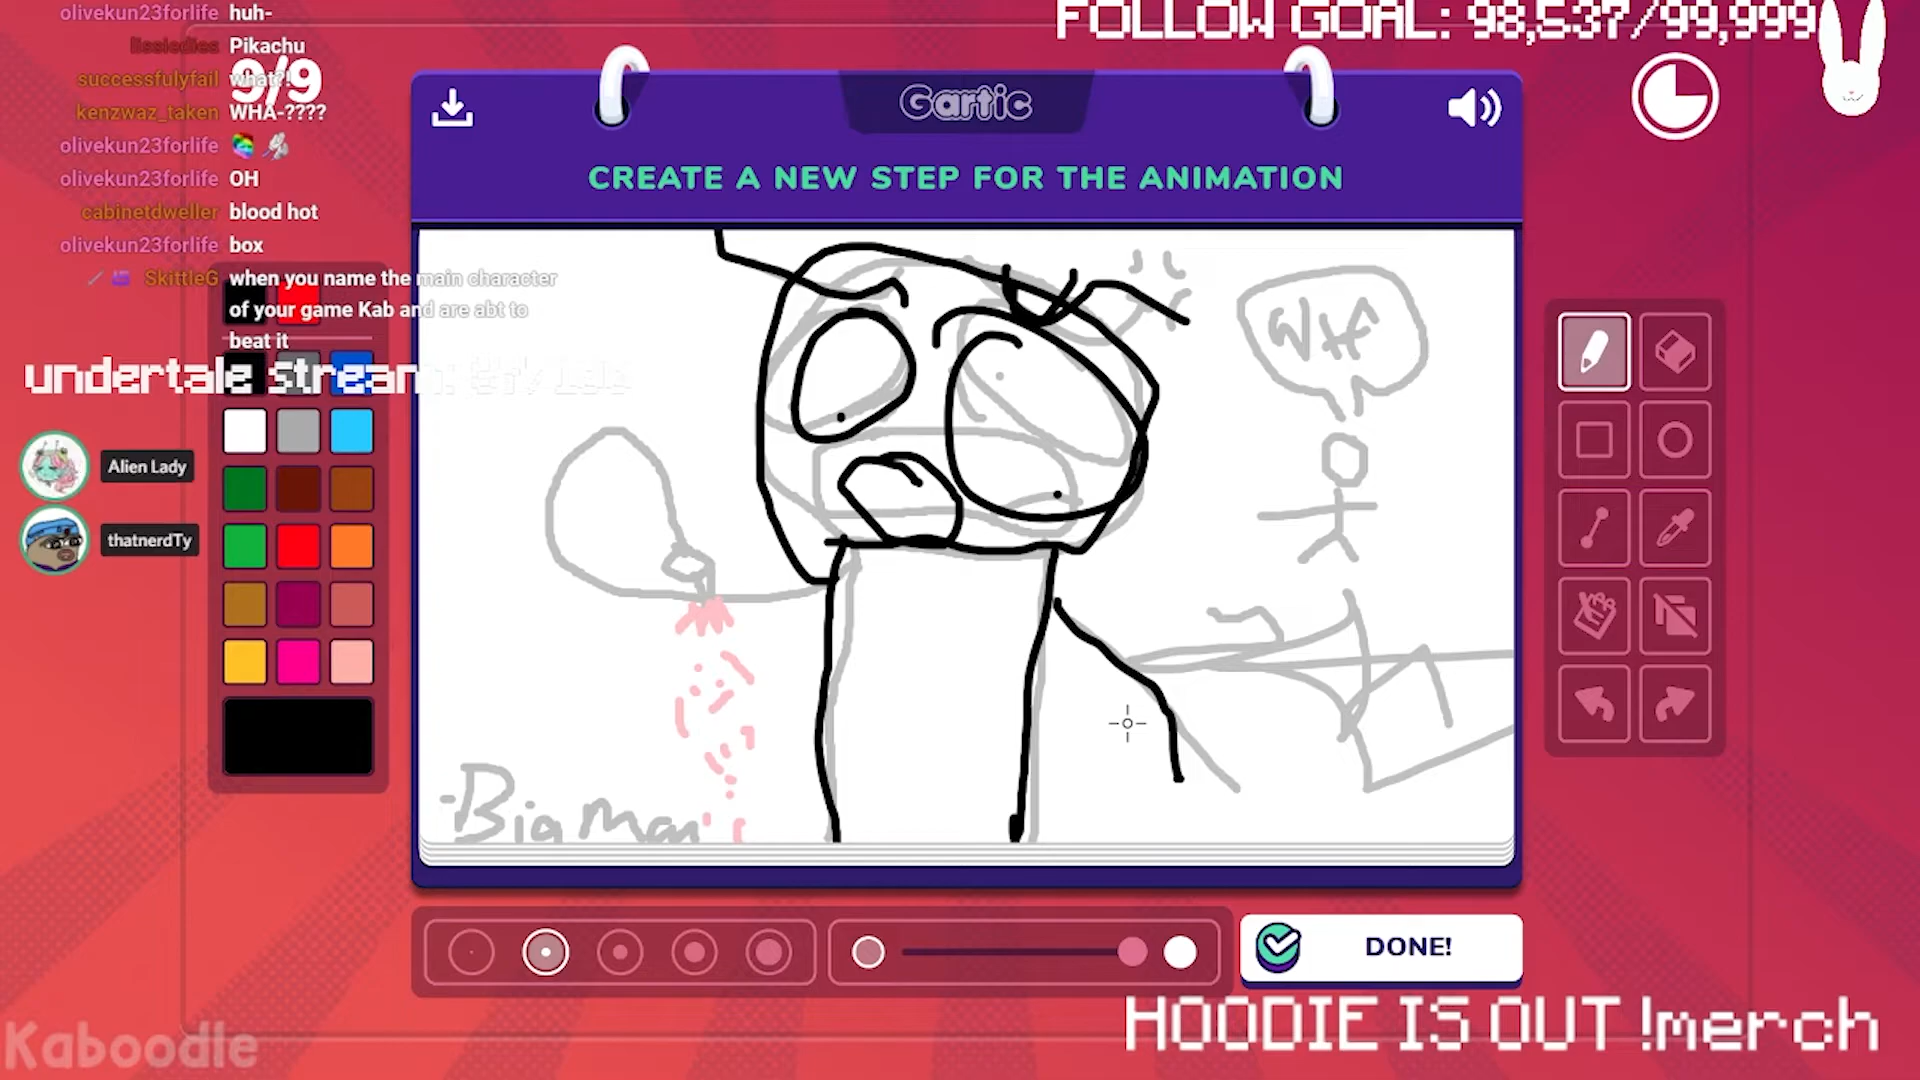 FOLLOW GOAL: 98,537/99,999
olivekun23forlife huh-
lissiedies Pikachu
successfulyfail what?!
9/9
kenzwaz_taken WHA-????
olivekun23forlife
olivekun23forlife OH
cabinetdweller blood hot
olivekun23forlife box
SkittleG when you name the main character
of your game Kab and are abt to
beat it
undertale stream:
Alien Lady
thatnerdTy
Gartic
CREATE A NEW STEP FOR THE ANIMATION
WHA
-Big Man
DONE!
HOODIE IS OUT !merch
Kaboodle